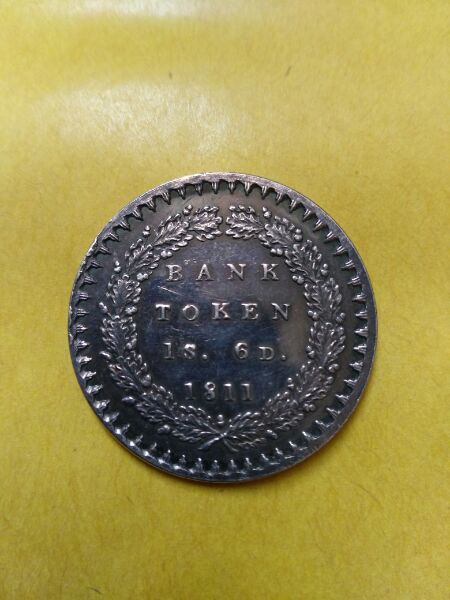 BANK
TOKEN
1S. 6D.
1811